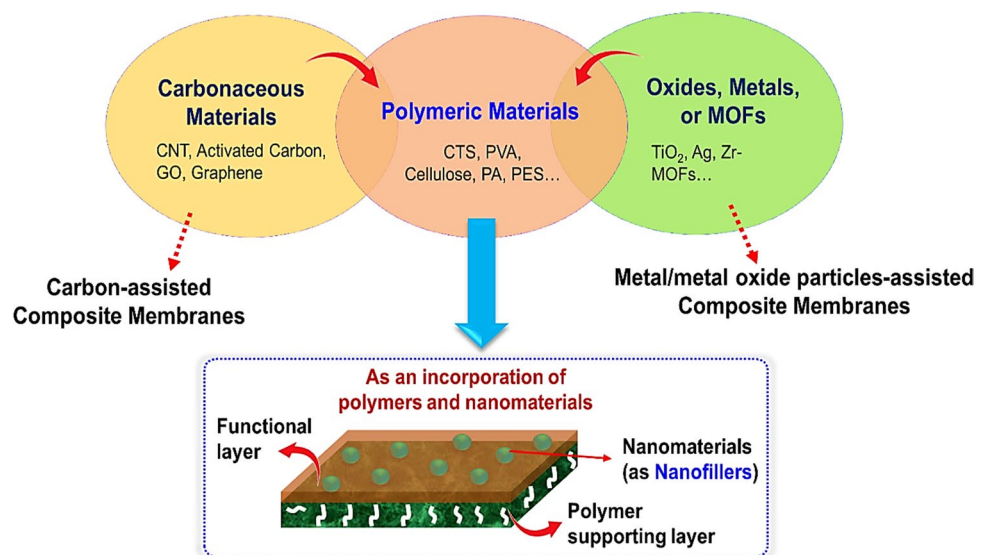 Carbonaceous
Materials
CNT, Activated Carbon,
GO, Graphene
Polymeric Materials
CTS, PVA,
Cellulose, PA, PES...
Oxides, Metals,
or MOFs
TiO₂, Ag, Zr-
MOFs...
Carbon-assisted
Composite Membranes
Metal/metal oxide particles-assisted
Composite Membranes
As an incorporation of
polymers and nanomaterials
Functional
layer
Nanomaterials
(as Nanofillers)
Polymer
supporting layer